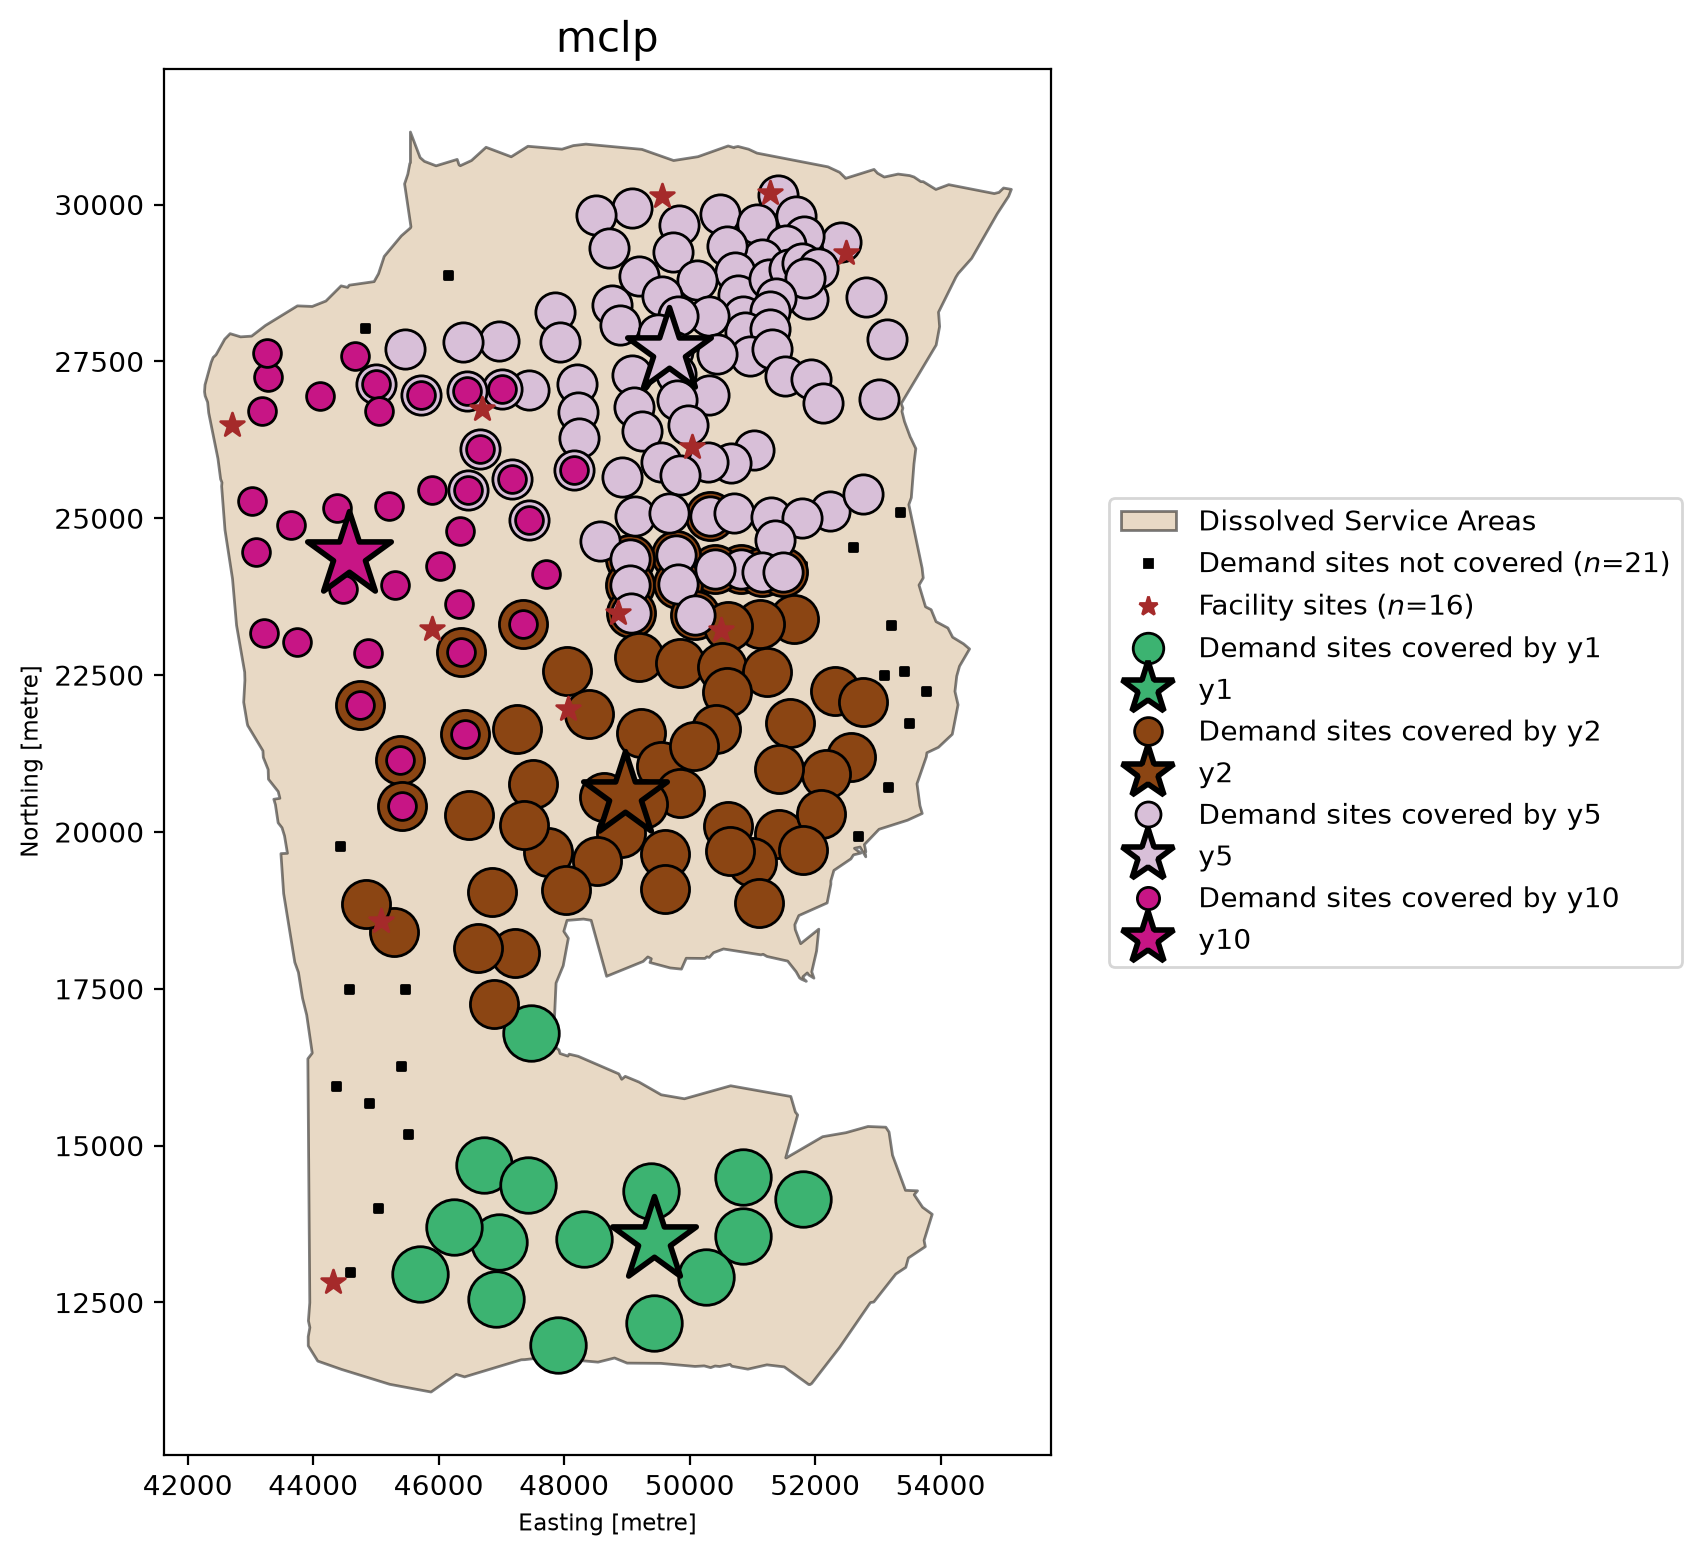 mclp
30000
27500
25000
22500
20000
17500
15000
12500
Northing [metre]
42000 44000 46000 48000 50000 52000 54000
Easting [metre]
Dissolved Service Areas
Demand sites not covered (n=21)
Facility sites (n=16)
Demand sites covered by y1
y1
Demand sites covered by y2
y2
Demand sites covered by y5
y5
Demand sites covered by y10
y10